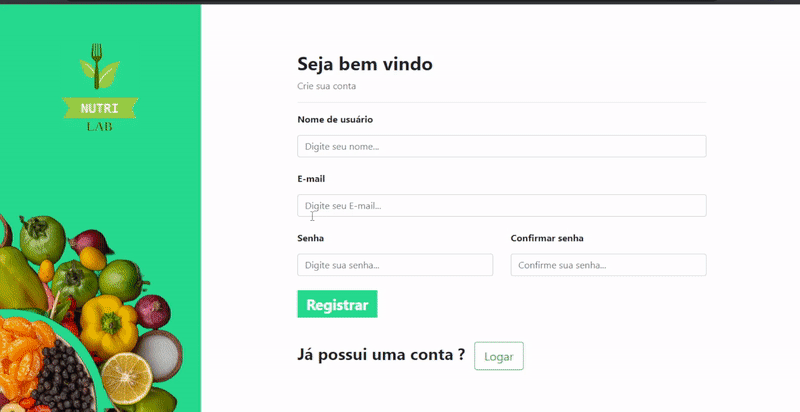 NUTRI
LAB
Seja bem vindo
Crie sua conta
Nome de usuário
Digite seu nome...
E-mail
Digite seu E-mail...
Senha
Confirmar senha
Digite sua senha...
Confirme sua senha...
Registrar
Já possui uma conta ?
Logar